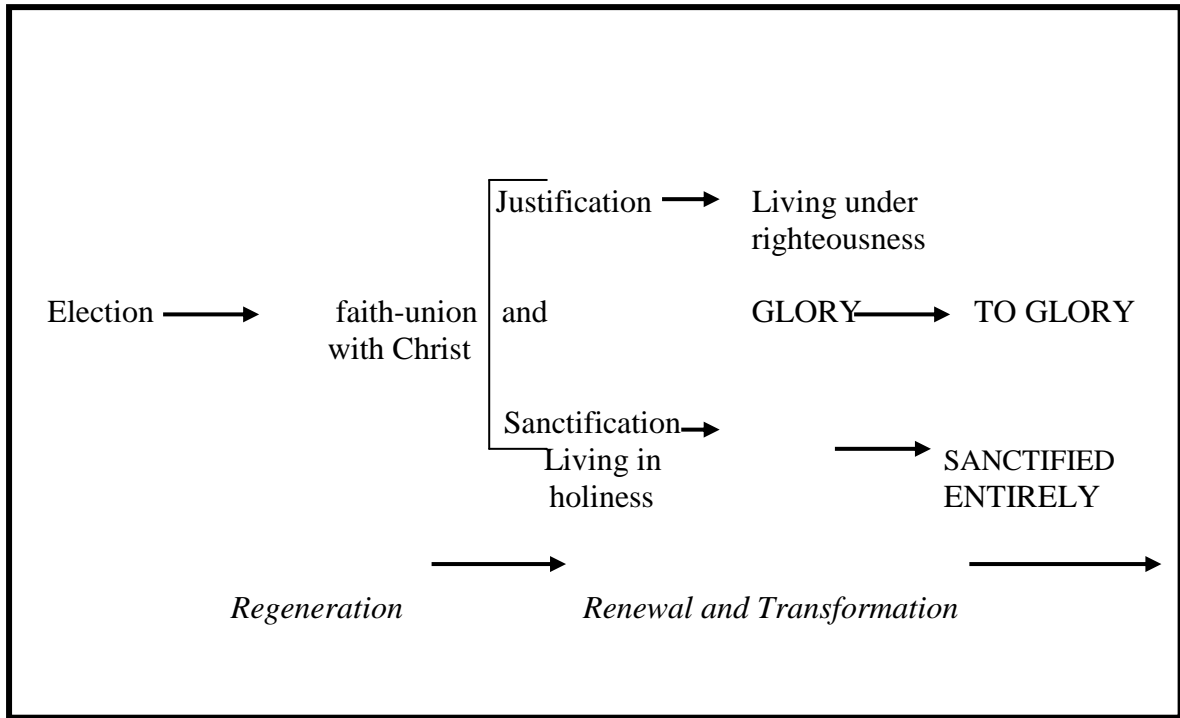 Justification
Living under
righteousness
Election
faith-union
with Christ
and
GLORY
TO GLORY
Sanctification
Living in
holiness
SANCTIFIED
ENTIRELY
Regeneration
Renewal and Transformation